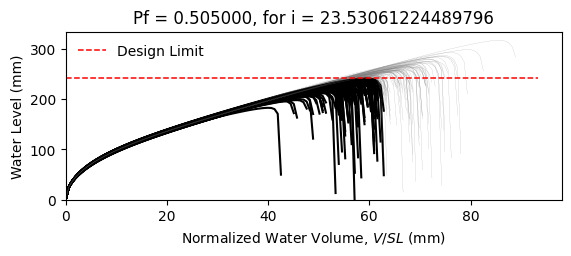 Pf = 0.505000, for i = 23.53061224489796
Design Limit
Water Level (mm)
300
200
100
0
0 20 40 60 80
Normalized Water Volume, V/SL (mm)